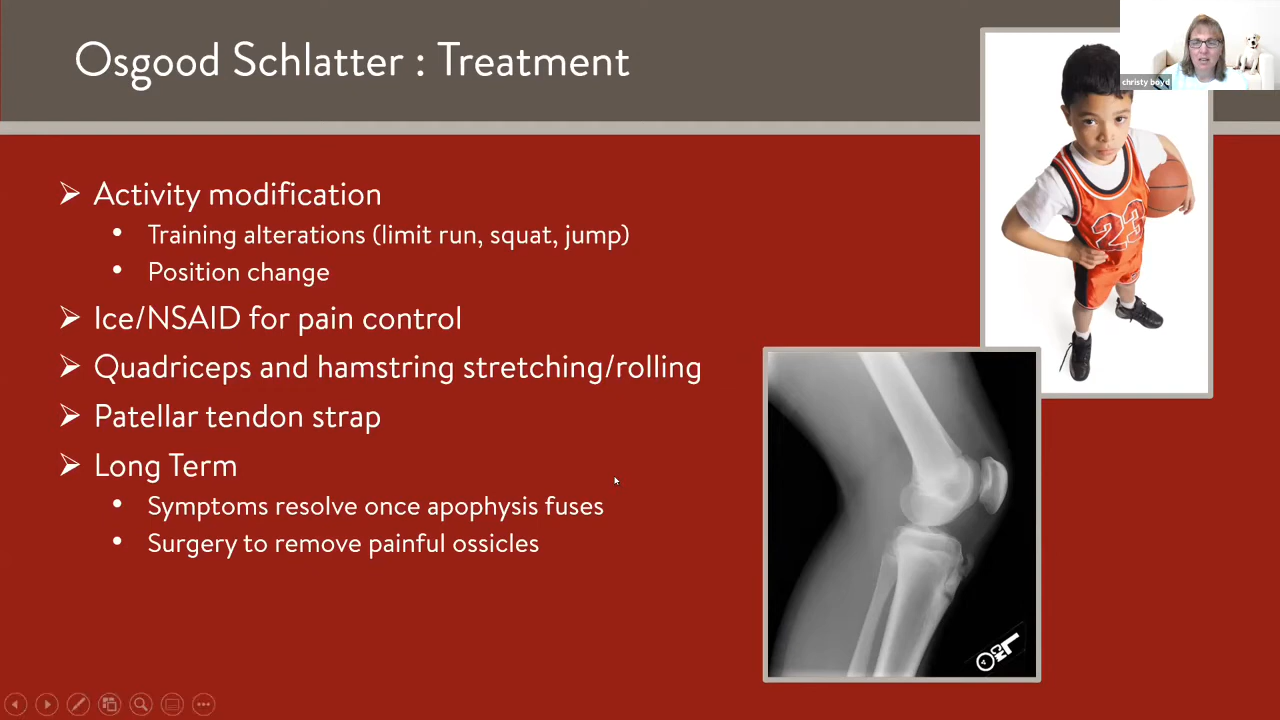 Osgood Schlatter : Treatment
christy boyd
Activity modification
Training alterations (limit run, squat, jump)
Position change
Ice/NSAID for pain control
Quadriceps and hamstring stretching/rolling
Patellar tendon strap
Long Term
Symptoms resolve once apophysis fuses
Surgery to remove painful ossicles
23